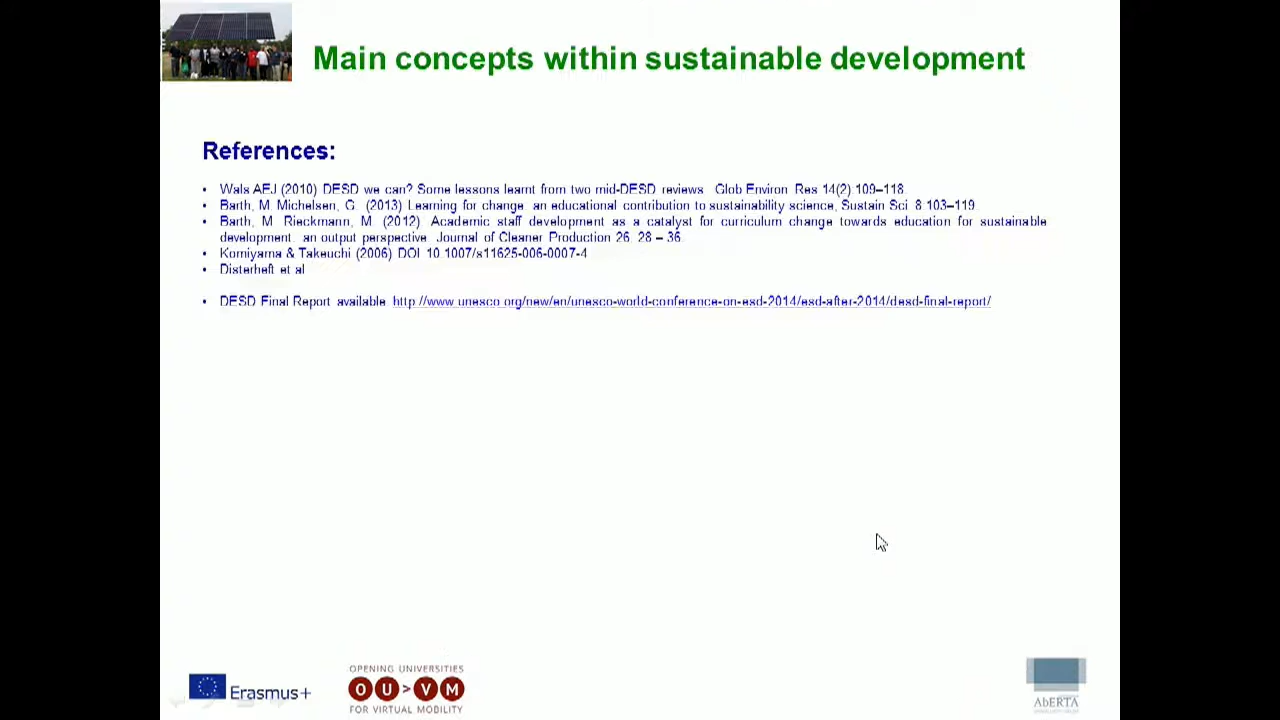 Main concepts within sustainable development
References:
• Wals AEJ (2010) DESD we can? Some lessons learnt from two mid-DESD reviews. Glob Environ. Res 14(2) 109–118.
• Barth, M. Michelsen, G. (2013) Learning for change: an educational contribution to sustainability science, Sustain Sci. 8 103–119.
• Barth, M. Rieckmann, M. (2012). Academic staff development as a catalyst for curriculum change towards education for sustainable
development: an output perspective. Journal of Cleaner Production 26, 28 – 36.
• Komiyama & Takeuchi (2006) DOI 10.1007/s11625-006-0007-4
• Disterheft et al
• DESD Final Report available: http://www.unesco.org/new/en/unesco-world-conference-on-esd-2014/esd-after-2014/desd-final-report/
Erasmus+
OPENING UNIVERSITIES
OU>VM
FOR VIRTUAL MOBILITY
AbERTA